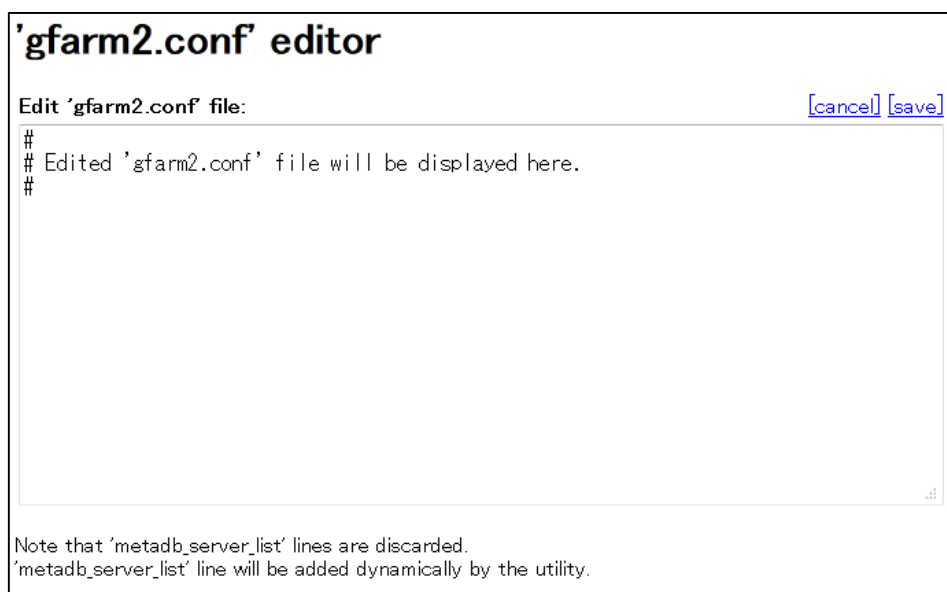 'gfarm2.conf' editor
Edit 'gfarm2.conf' file: [cancel] [save]
#
# Edited 'gfarm2.conf' file will be displayed here.
#
Note that 'metadb_server_list' lines are discarded.
'metadb_server_list' line will be added dynamically by the utility.